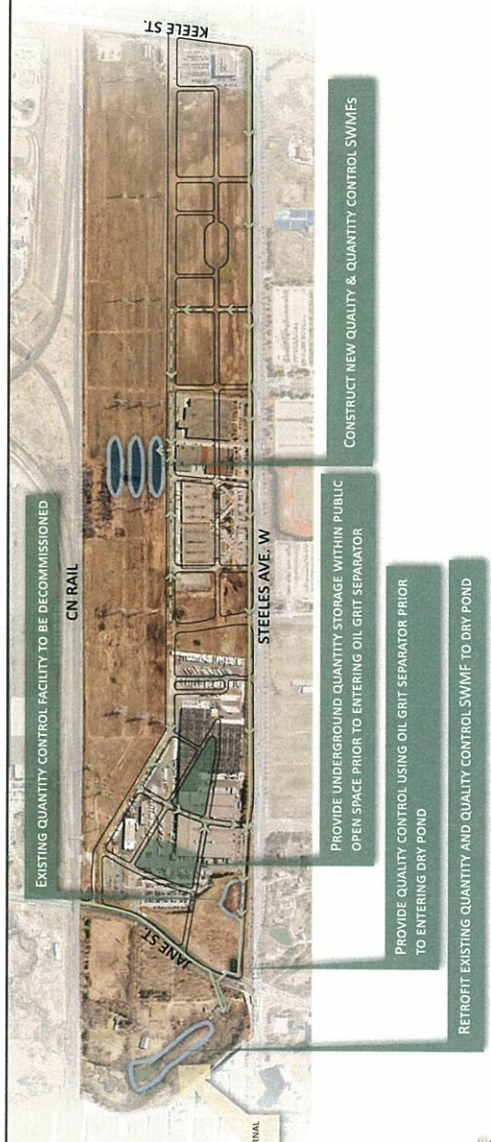 EXISTING QUANTITY CONTROL FACILITY TO BE DECOMMISSIONED
CN RAIL
KEELE ST.
JANE ST.
STEELES AVE. W
CONSTRUCT NEW QUALITY & QUANTITY CONTROL SWMFS
PROVIDE UNDERGROUND QUANTITY STORAGE WITHIN PUBLIC
OPEN SPACE PRIOR TO ENTERING OIL GRIT SEPARATOR
PROVIDE QUALITY CONTROL USING OIL GRIT SEPARATOR PRIOR
TO ENTERING DRY POND
RETROFIT EXISTING QUANTITY AND QUALITY CONTROL SWMF TO DRY POND
RNAL